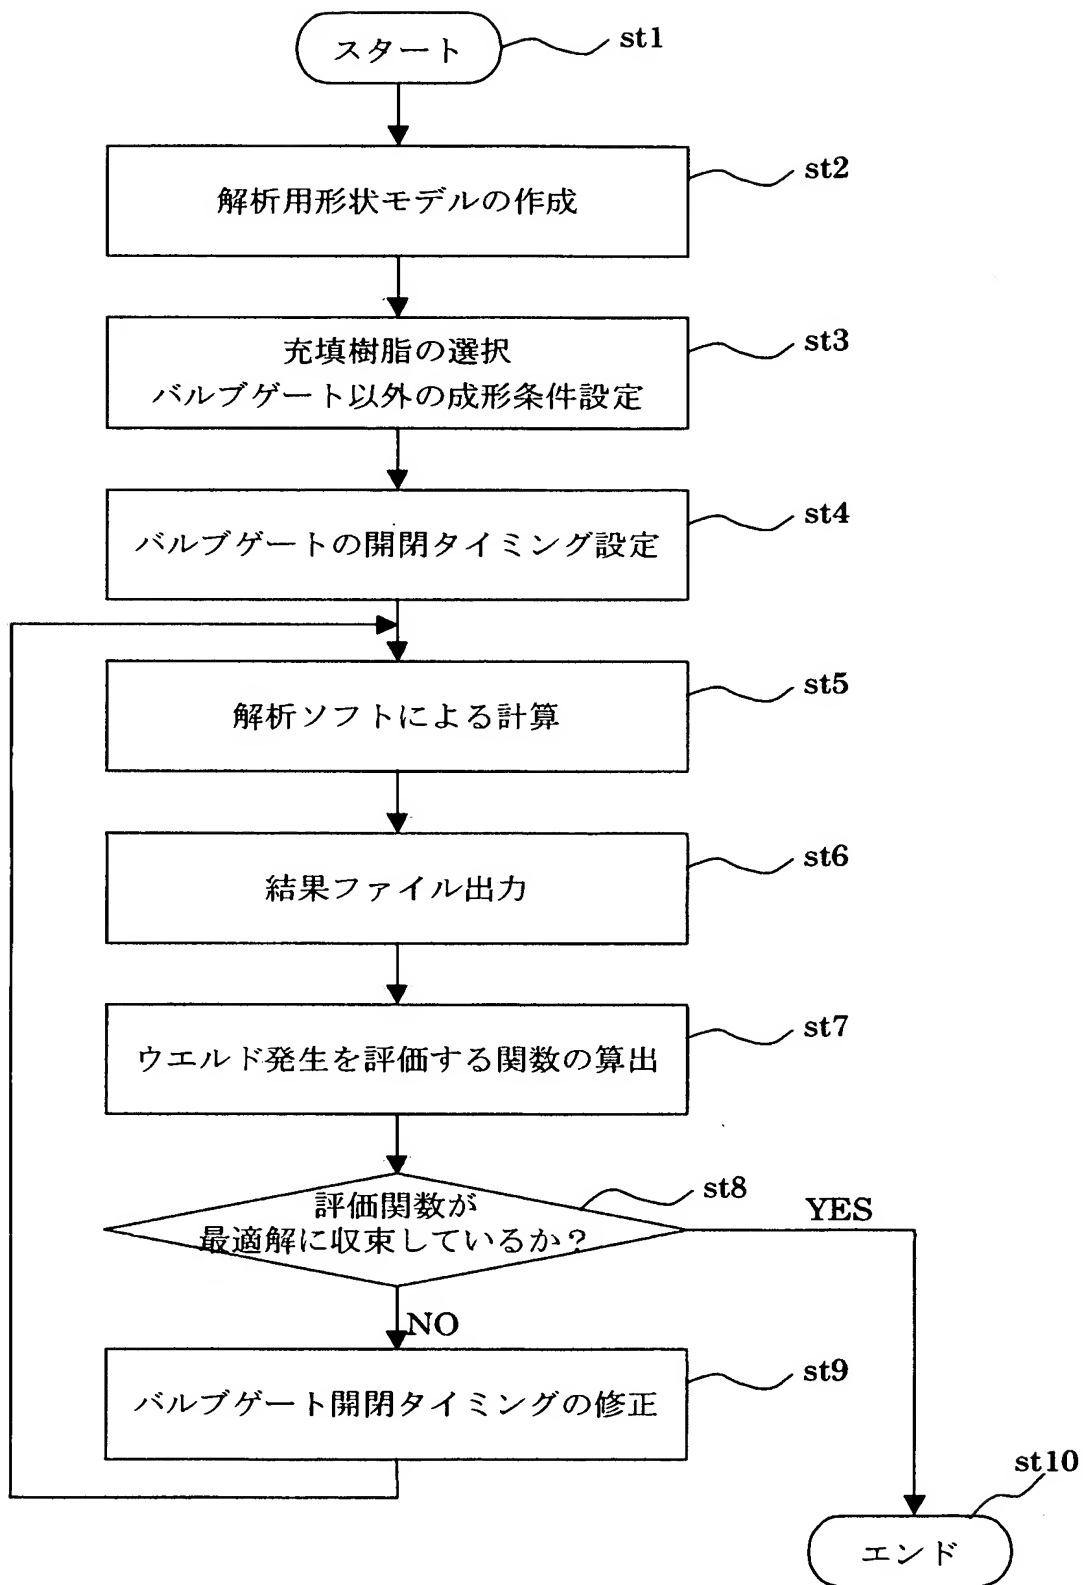 スタート
st1
解析用形状モデルの作成
st2
充填樹脂の選択
バルブゲート以外の成形条件設定
st3
バルブゲートの開閉タイミング設定
st4
解析ソフトによる計算
st5
結果ファイル出力
st6
ウエルド発生を評価する関数の算出
st7
評価関数が
最適解に収束しているか？
st8
YES
NO
バルブゲート開閉タイミングの修正
st9
st10
エンド